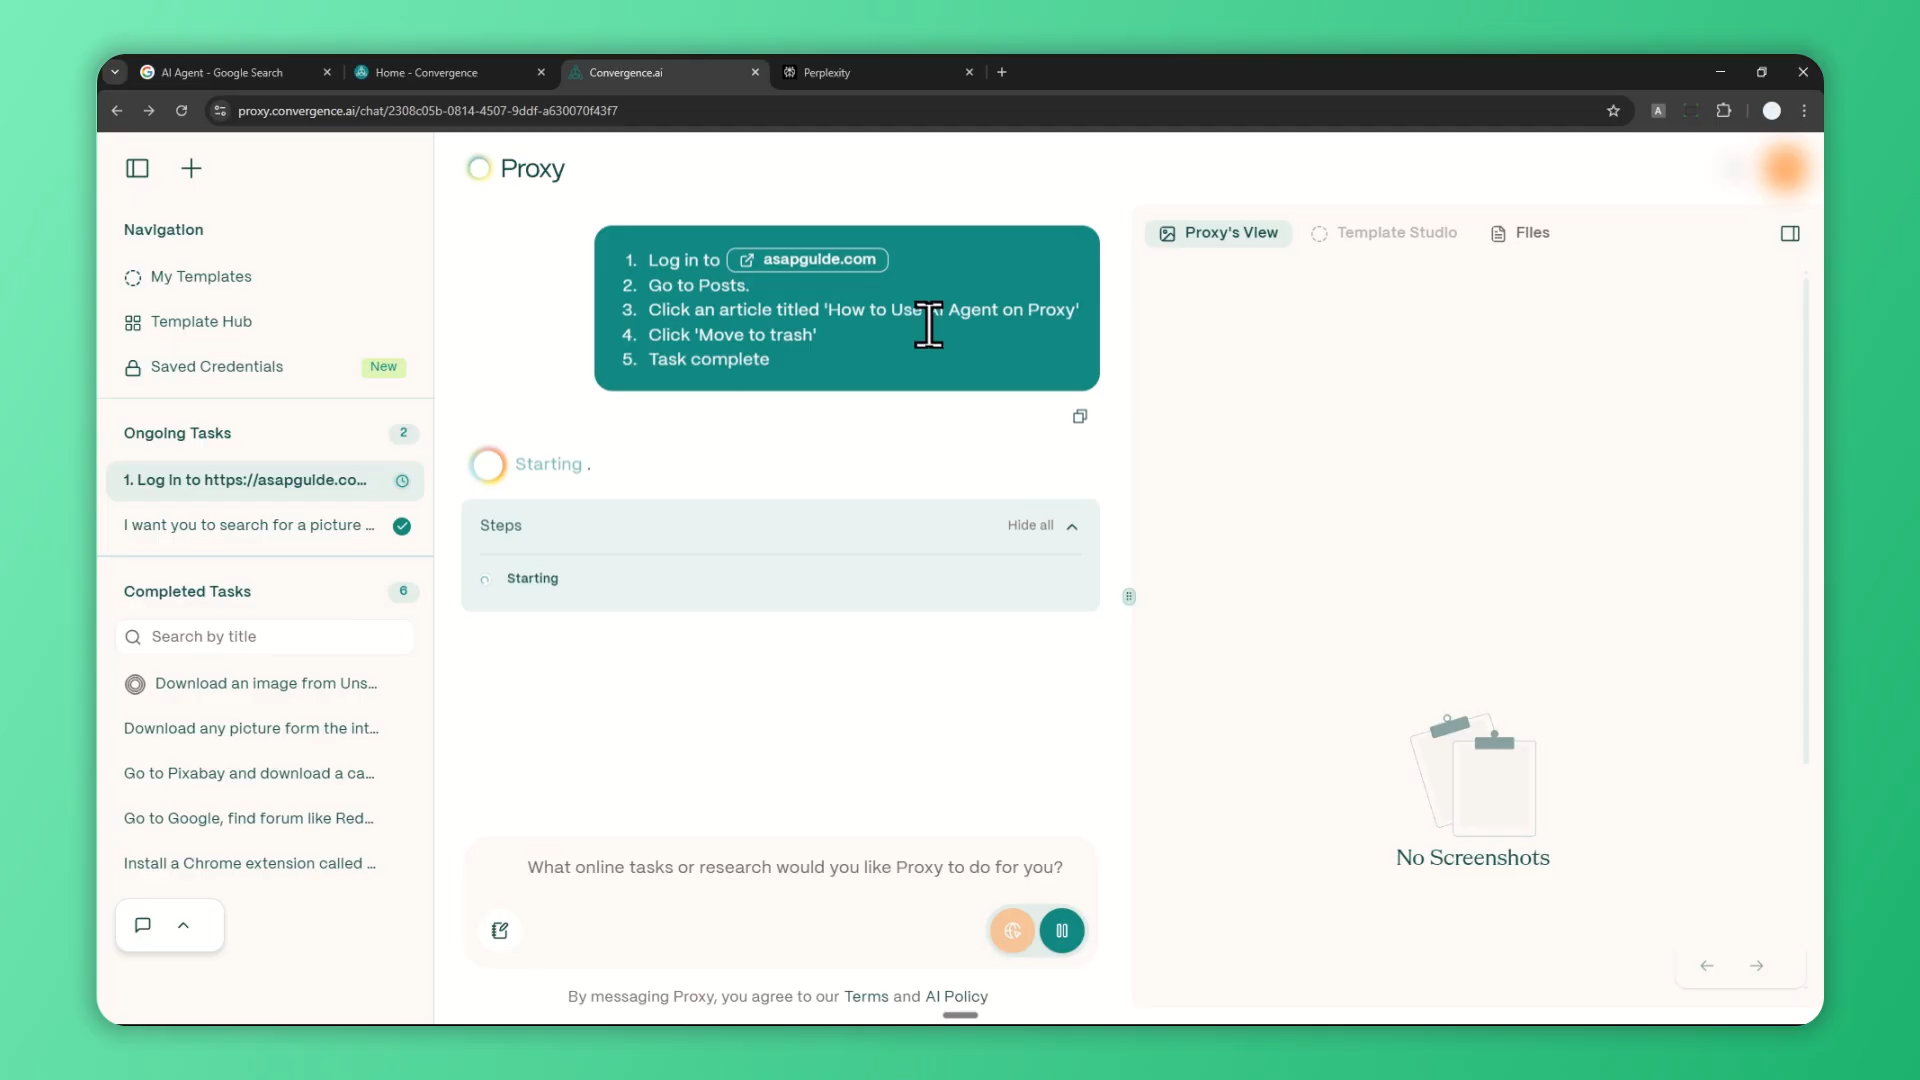 AI Agent - Google Search
Home - Convergence
Convergence.ai
Perplexity
proxy.convergence.ai/chat/2308c05b-0814-4507-9ddf-a630070f43f7
A
Proxy
Navigation
My Templates
Template Hub
Saved Credentials
New
Ongoing Tasks
2
1. Log in to https://asapguide.co...
I want you to search for a picture ...
Completed Tasks
6
Search by title
Download an image from Uns...
Download any picture form the int...
Go to Pixabay and download a ca...
Go to Google, find forum like Red...
Install a Chrome extension called ...
1. Log in to asapguide.com
2. Go to Posts.
3. Click an article titled 'How to Use AI Agent on Proxy'
4. Click 'Move to trash'
5. Task complete
Starting .
Steps
Hide all
Starting
What online tasks or research would you like Proxy to do for you?
By messaging Proxy, you agree to our Terms and AI Policy
Proxy's View
Template Studio
Files
No Screenshots